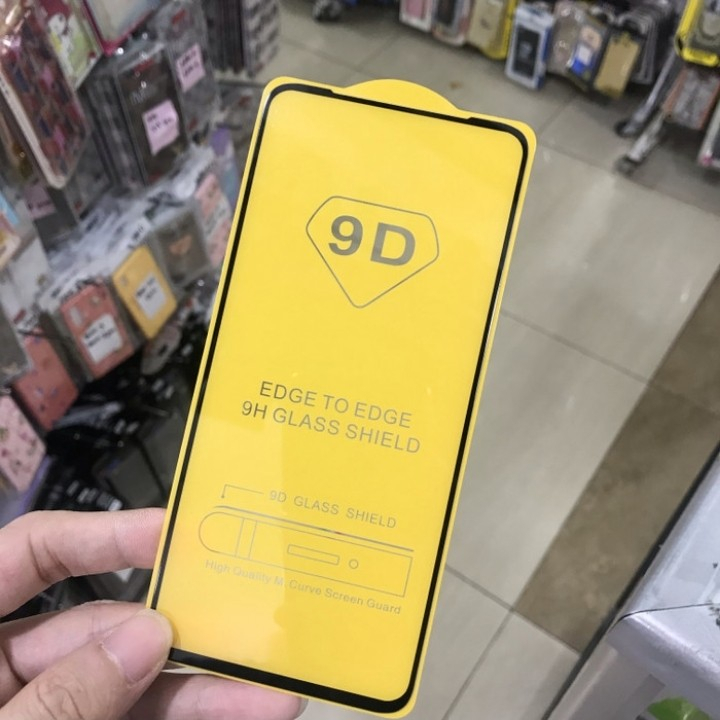 9D
EDGE TO EDGE
9H GLASS SHIELD
9D GLASS SHIELD
High Quality M Curve Screen Guard